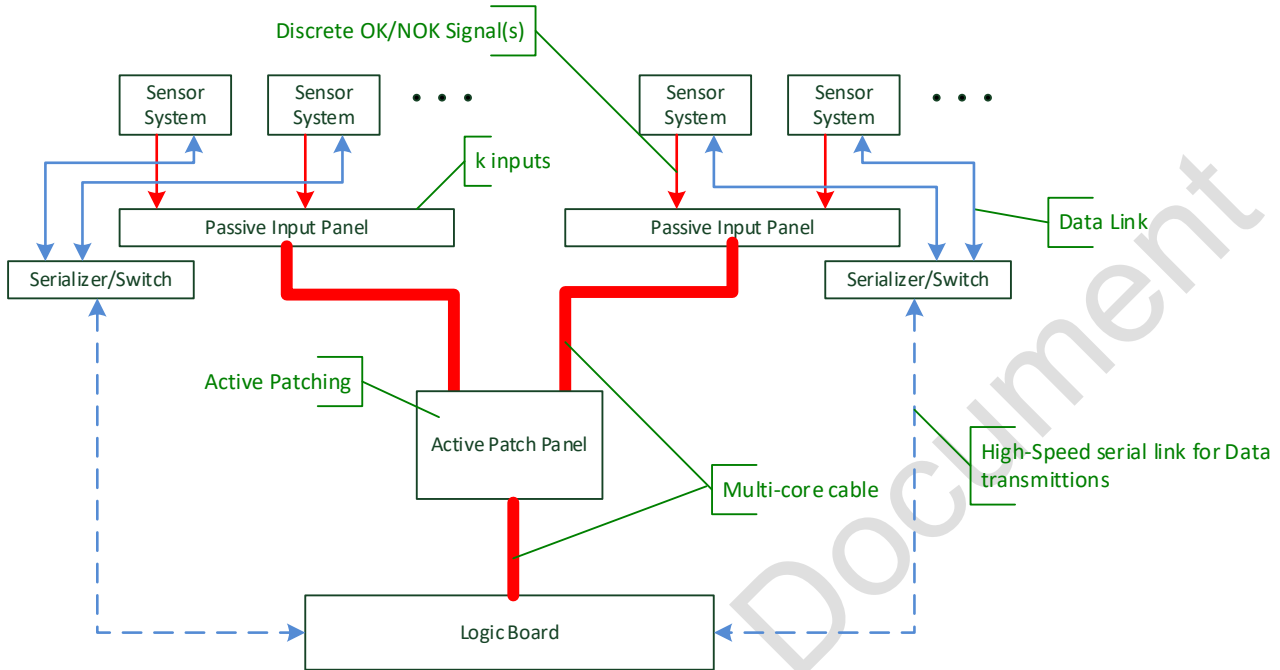 Discrete OK/NOK Signal(s)
Sensor
System
Sensor
System
Sensor
System
Sensor
System
k inputs
Passive Input Panel
Passive Input Panel
Data Link
Serializer/Switch
Serializer/Switch
Active Patching
Active Patch Panel
High-Speed serial link for Data
transmittions
Multi-core cable
Logic Board
Document